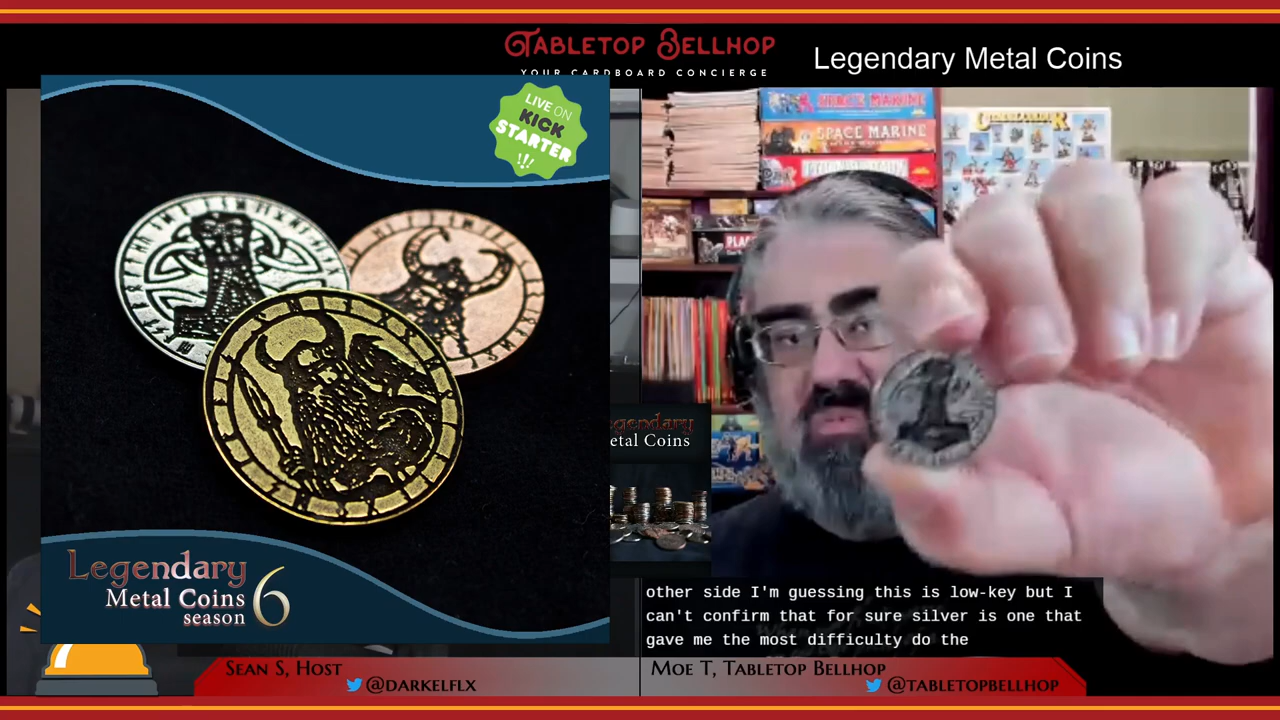 TABLETOP BELLHOP
YOUR CARDBOARD CONCIERGE
Legendary Metal Coins
LIVE ON
KICK
STARTER
!!!
SPACE MARINE
SPACE MARINE
Legendary
Metal Coins
season 6
egendary
etal Coins
other side I'm guessing this is low-key but I
can't confirm that for sure silver is one that
gave me the most difficulty do the
SEAN S, HOST
@DARKELFLX
MOE T, TABLETOP BELLHOP
@TABLETOPBELLHOP